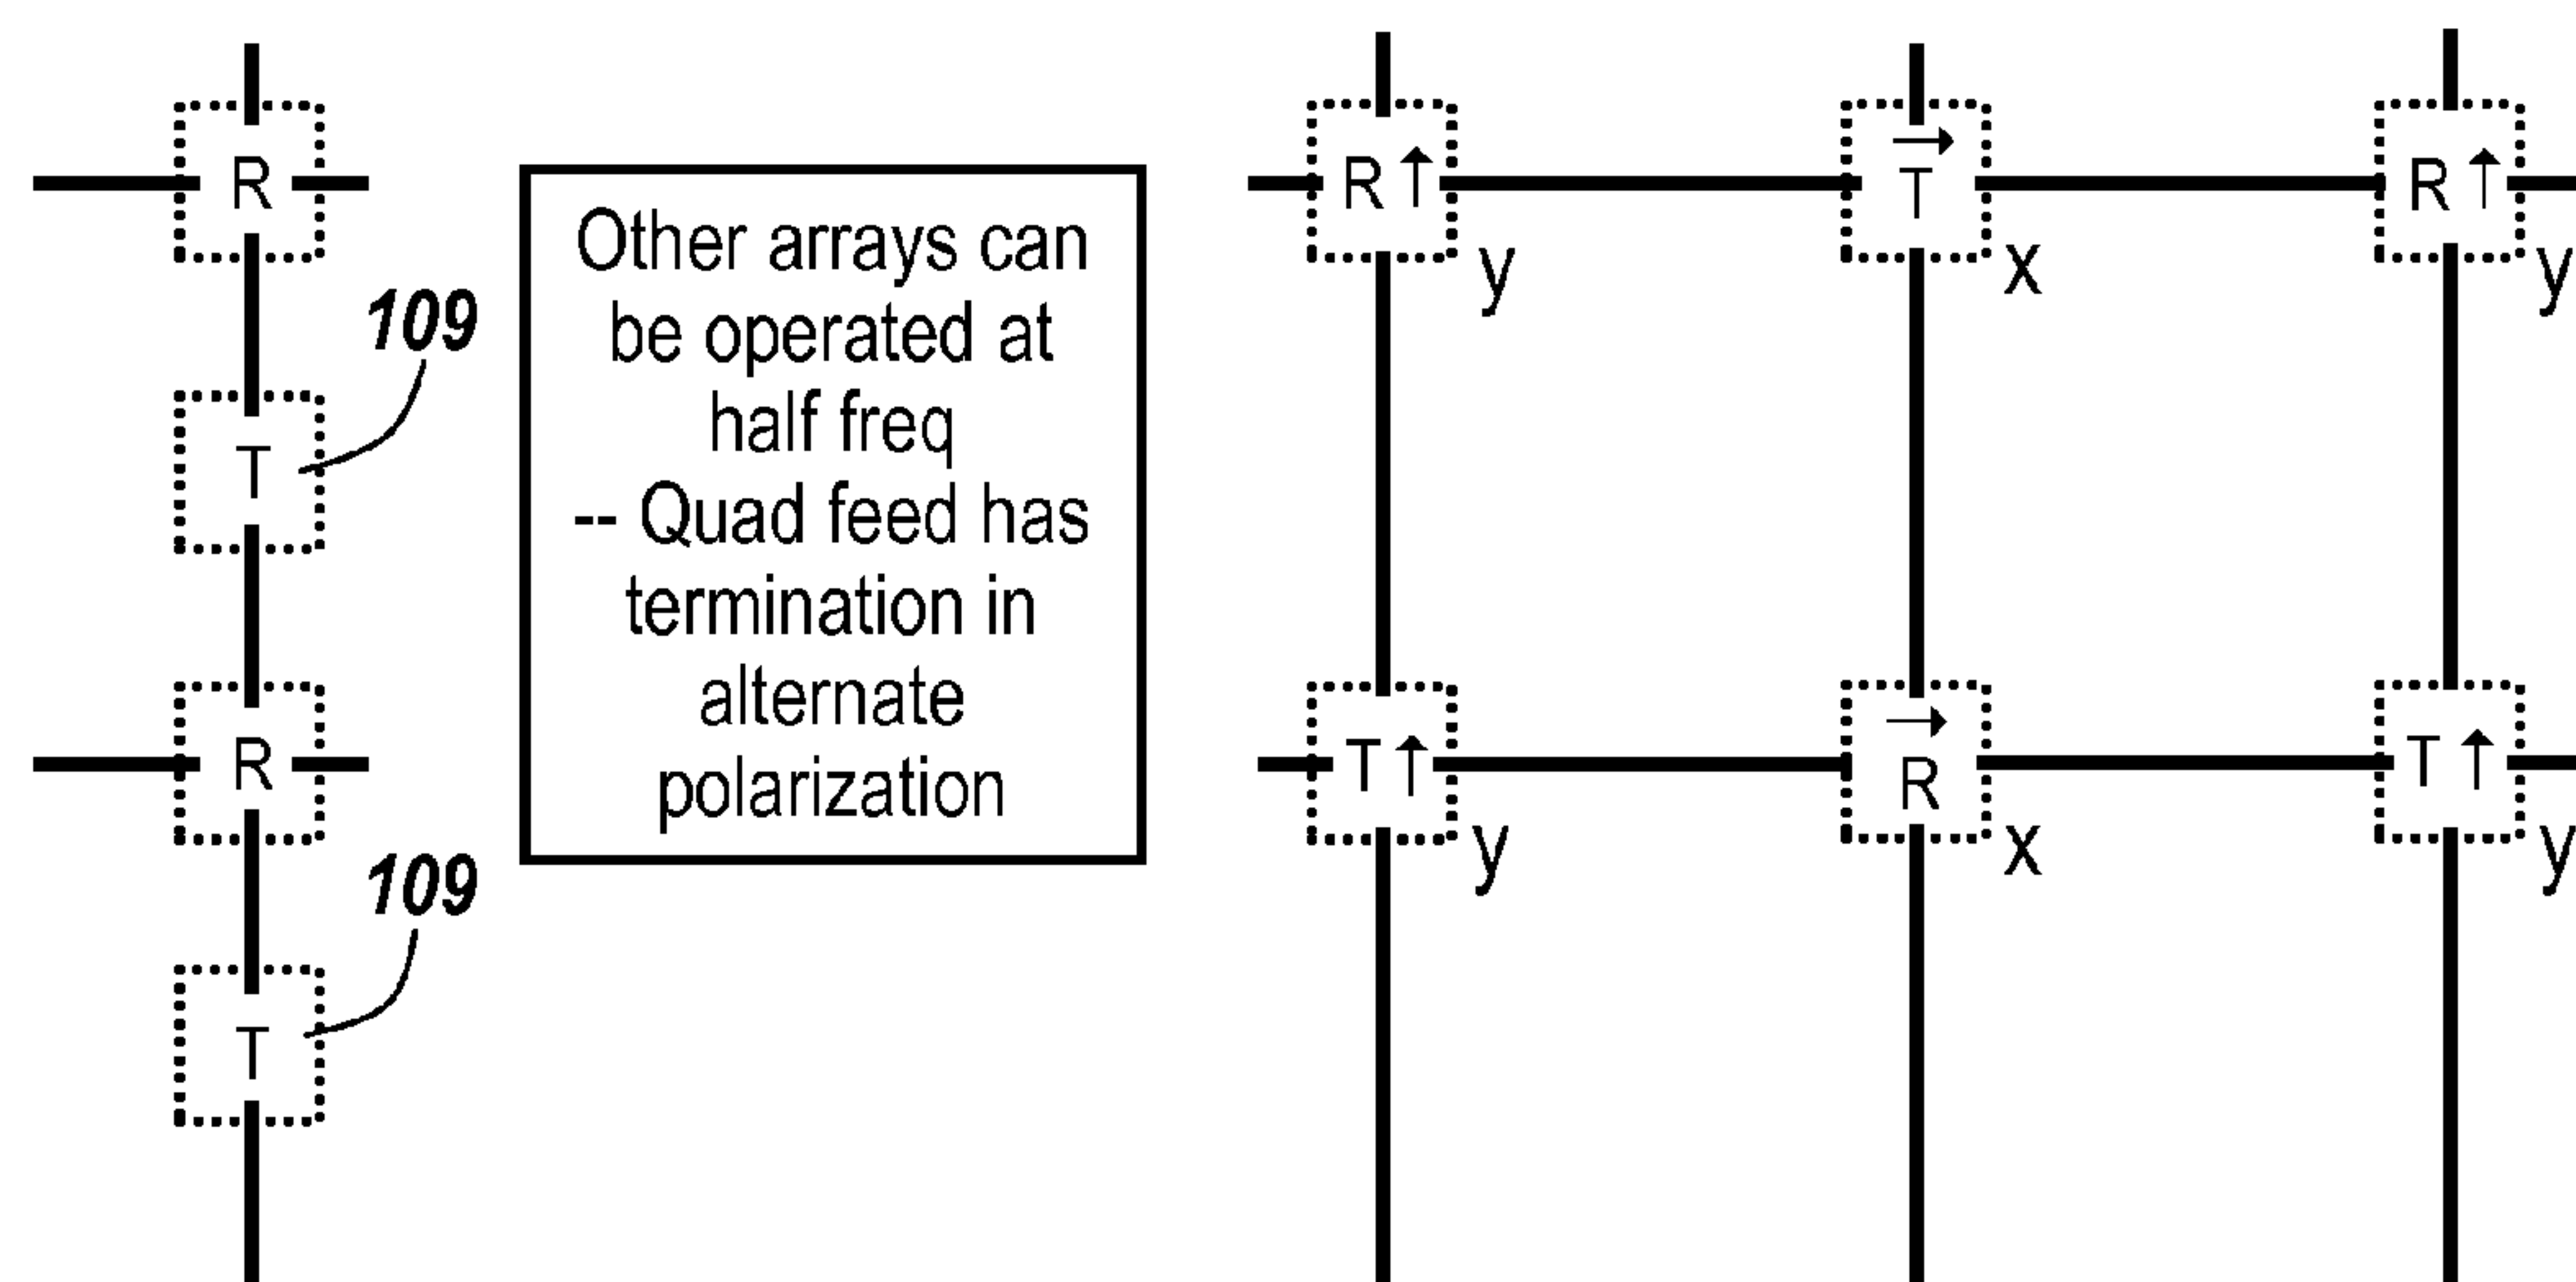 R
109
T
R
109
T
Other arrays can
be operated at
half freq
-- Quad feed has
termination in
alternate
polarization
R↑
y
→
T
x
R↑
y
T↑
y
→
R
x
T↑
y